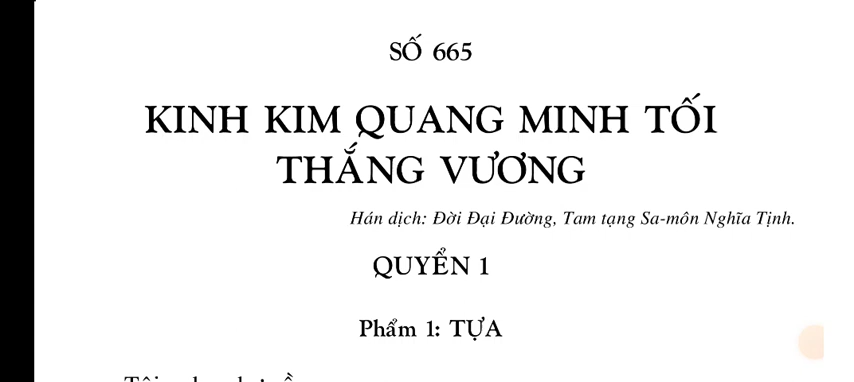 SỐ 665
KINH KIM QUANG MINH TỐI
THẮNG VƯƠNG
Hán dịch: Đời Đại Đường, Tam tạng Sa-môn Nghĩa Tịnh.
QUYỂN 1
Phẩm 1: TỰA